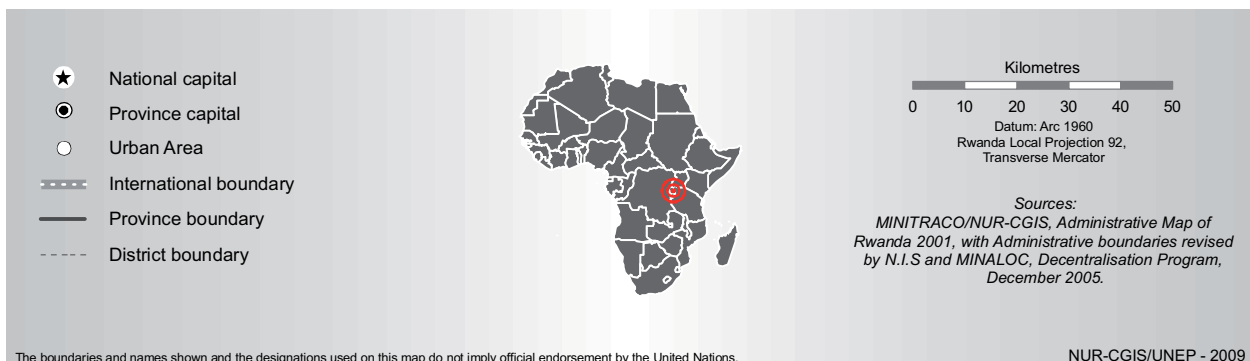 National capital
Province capital
Urban Area
International boundary
Province boundary
District boundary
Kilometres
0 10 20 30 40 50
Datum: Arc 1960
Rwanda Local Projection 92,
Transverse Mercator
Sources:
MINITRACO/NUR-CGIS, Administrative Map of
Rwanda 2001, with Administrative boundaries revised
by N.I.S and MINALOC, Decentralisation Program,
December 2005.
The boundaries and names shown and the designations used on this map do not imply official endorsement by the United Nations.
NUR-CGIS/UNEP - 2009